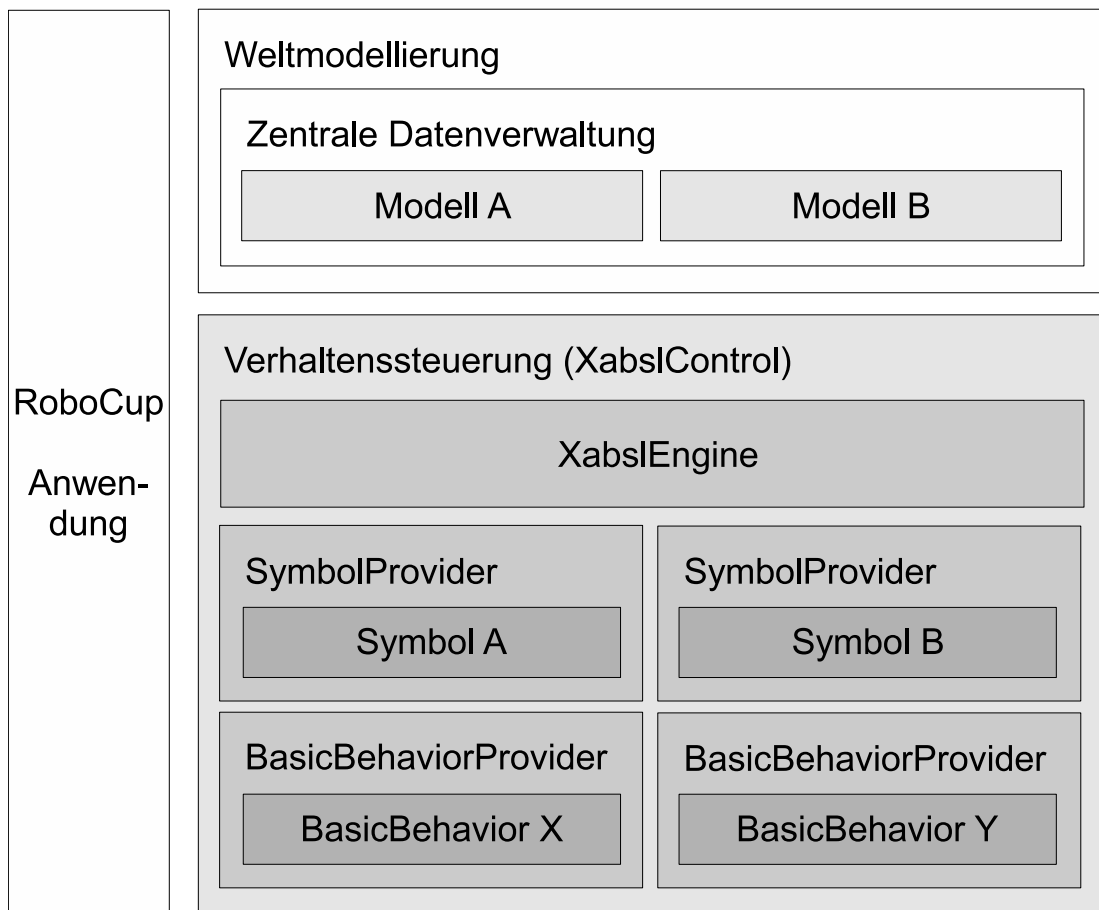 RoboCup
Anwen-
dung
Weltmodellierung
Zentrale Datenverwaltung
Modell A
Modell B
Verhaltenssteuerung (XabslControl)
XabslEngine
SymbolProvider
Symbol A
SymbolProvider
Symbol B
BasicBehaviorProvider
BasicBehavior X
BasicBehaviorProvider
BasicBehavior Y